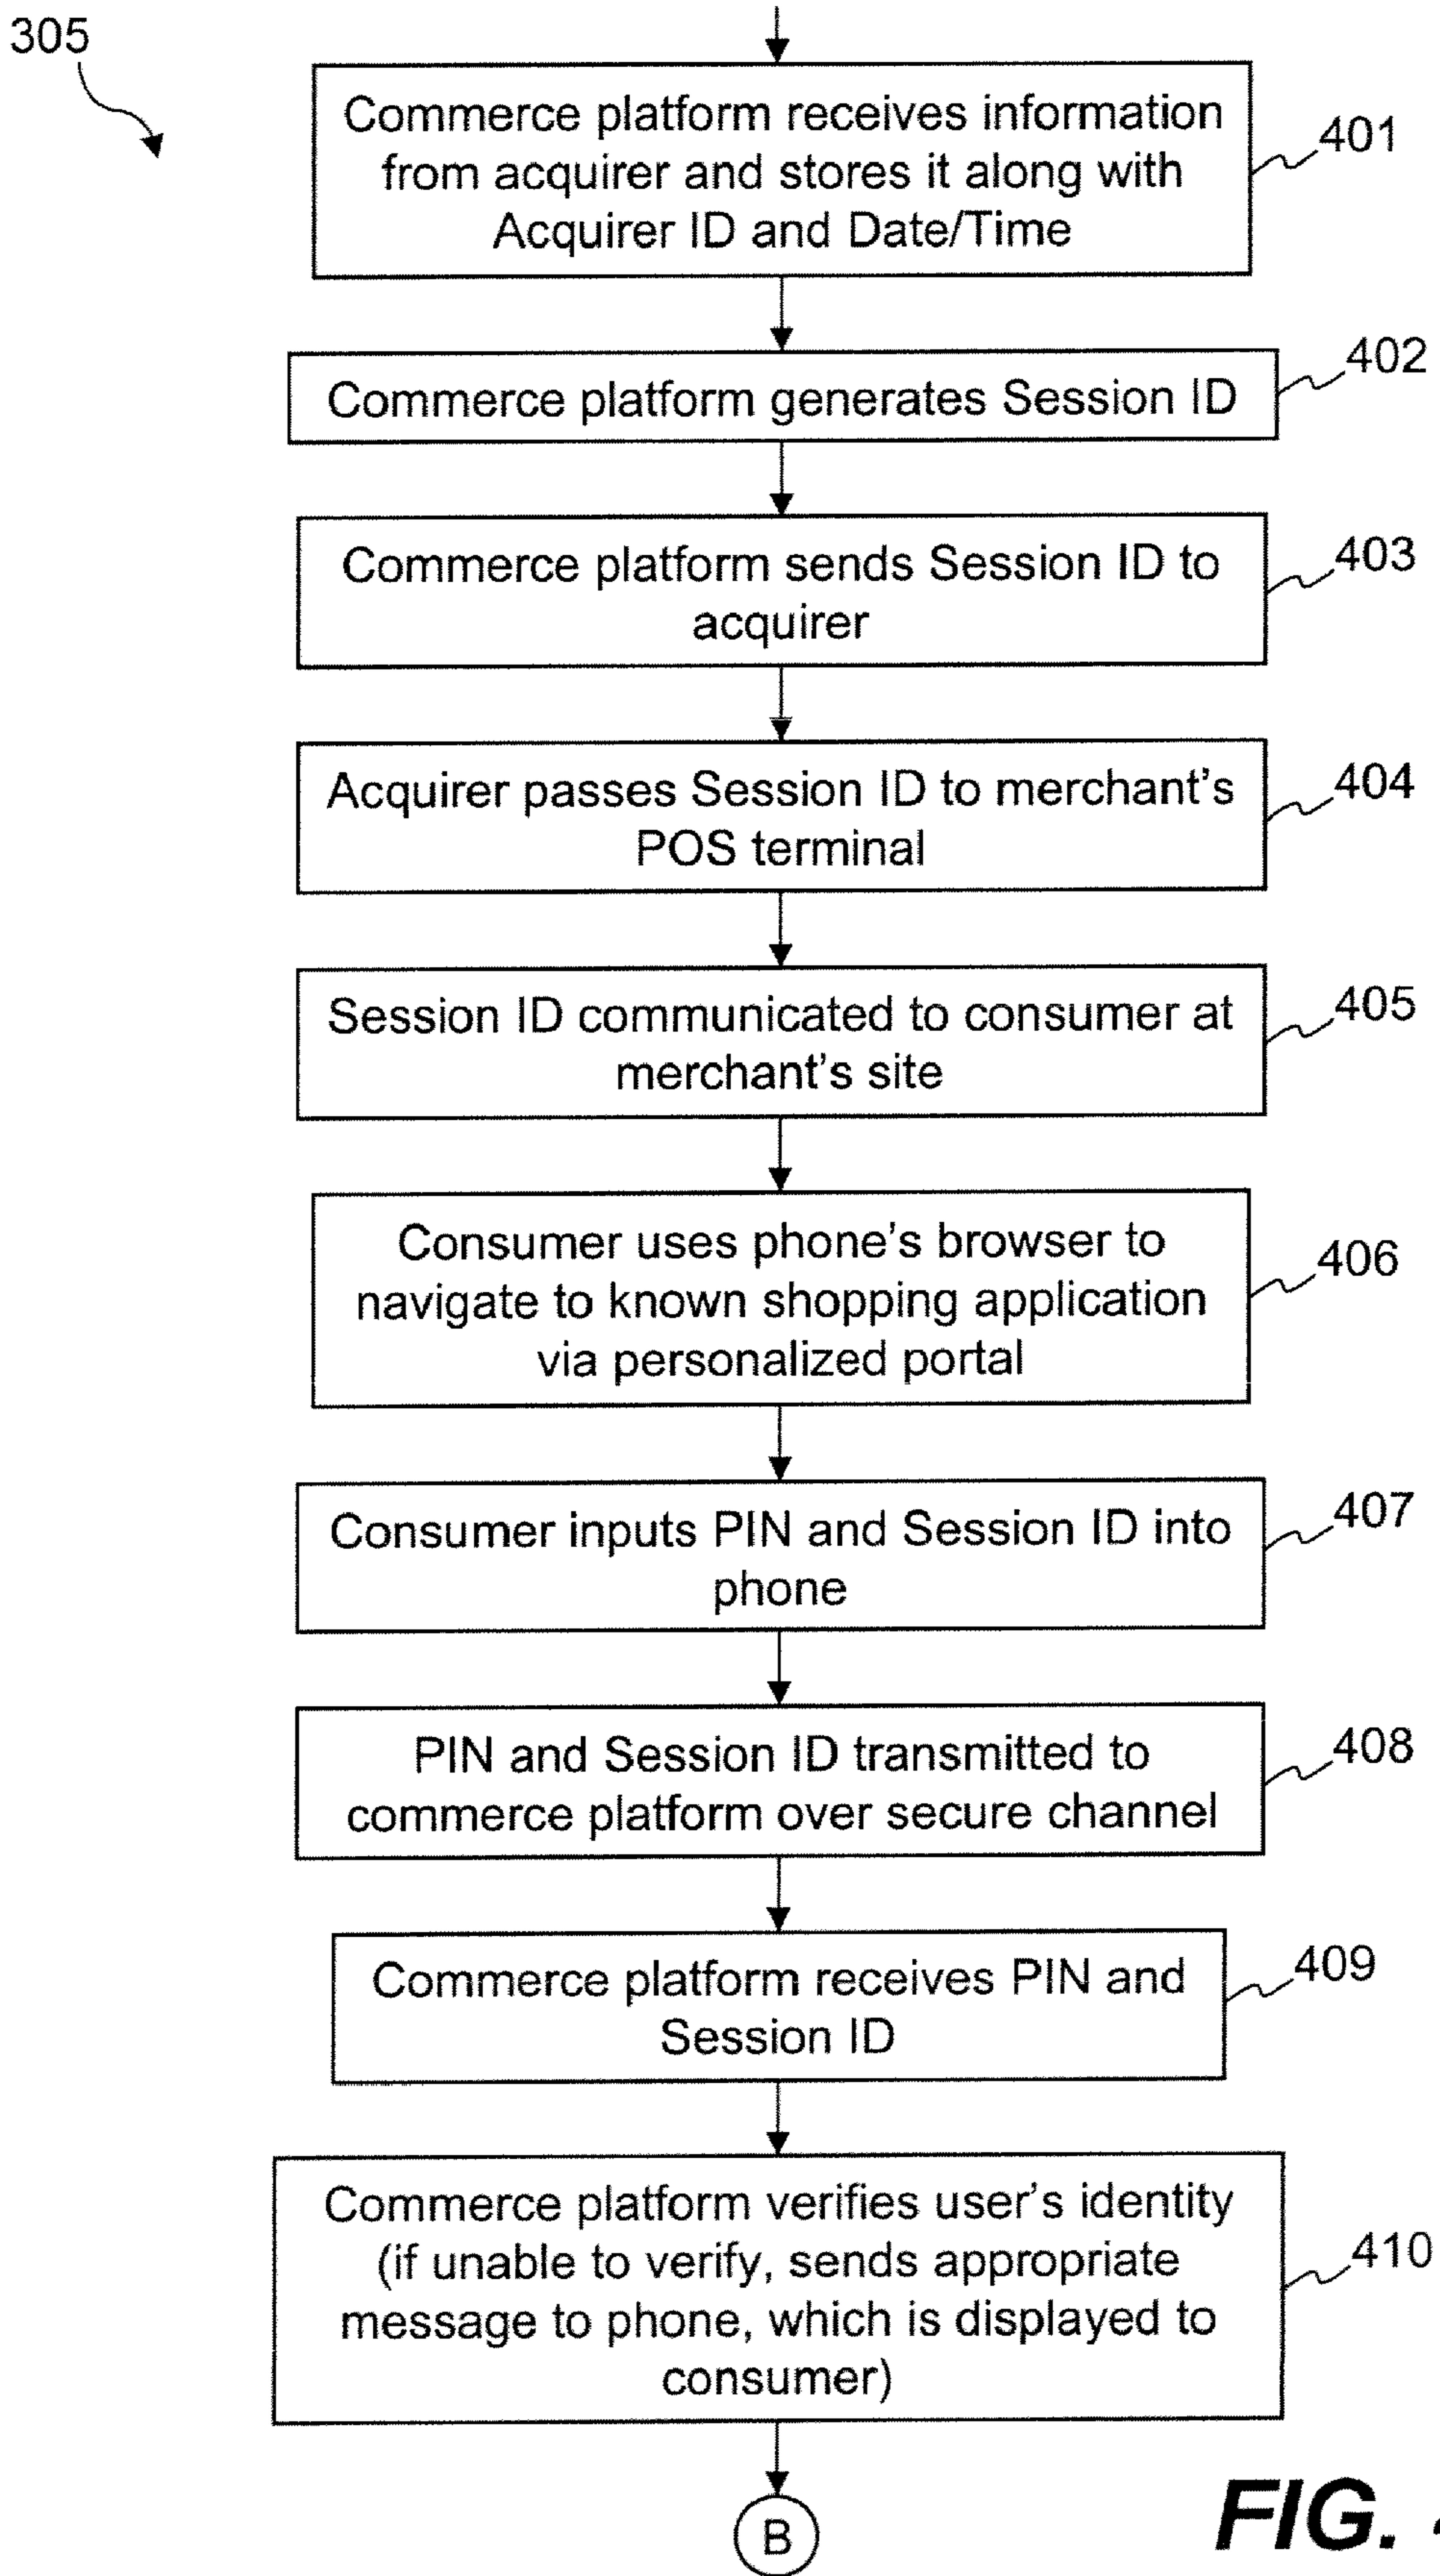 305
Commerce platform receives information
from acquirer and stores it along with
Acquirer ID and Date/Time
401
Commerce platform generates Session ID
402
Commerce platform sends Session ID to
acquirer
403
Acquirer passes Session ID to merchant's
POS terminal
404
Session ID communicated to consumer at
merchant's site
405
Consumer uses phone's browser to
navigate to known shopping application
via personalized portal
406
Consumer inputs PIN and Session ID into
phone
407
PIN and Session ID transmitted to
commerce platform over secure channel
408
Commerce platform receives PIN and
Session ID
409
Commerce platform verifies user's identity
(if unable to verify, sends appropriate
message to phone, which is displayed to
consumer)
410
B
FIG.